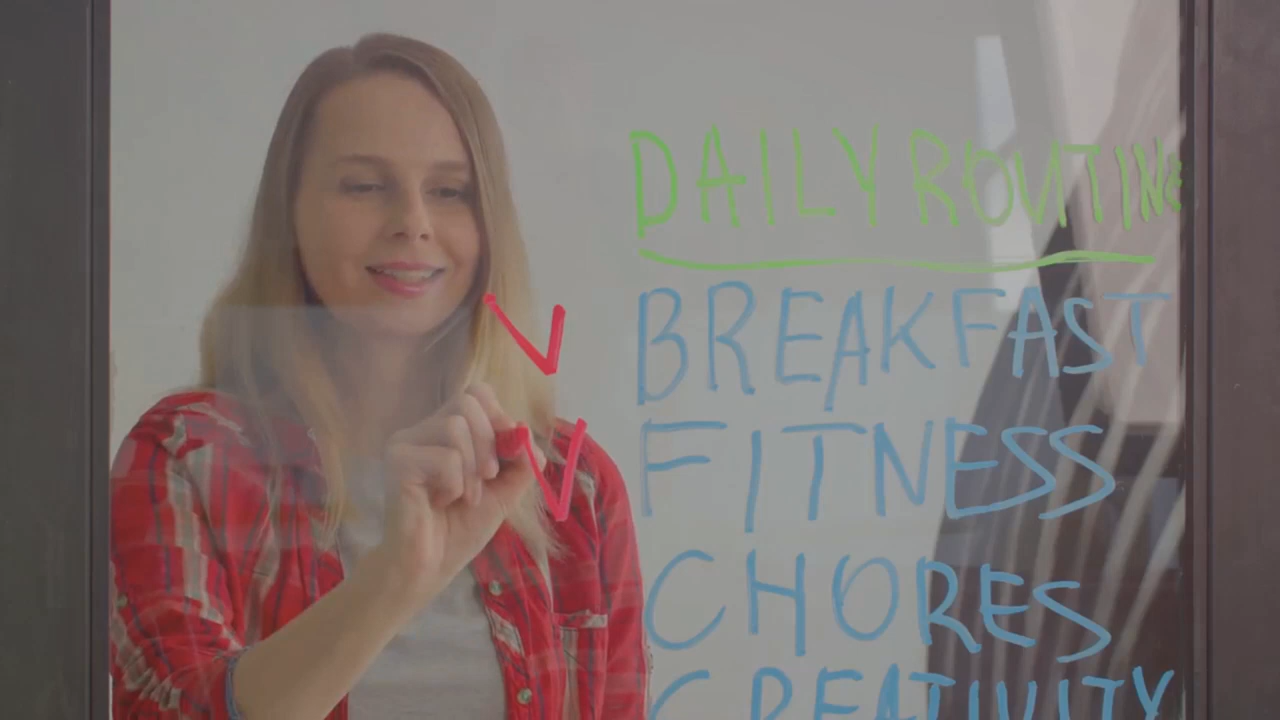 DAILY ROUTINE
BREAKFAST
FITNESS
CHORES
CREATIVITY